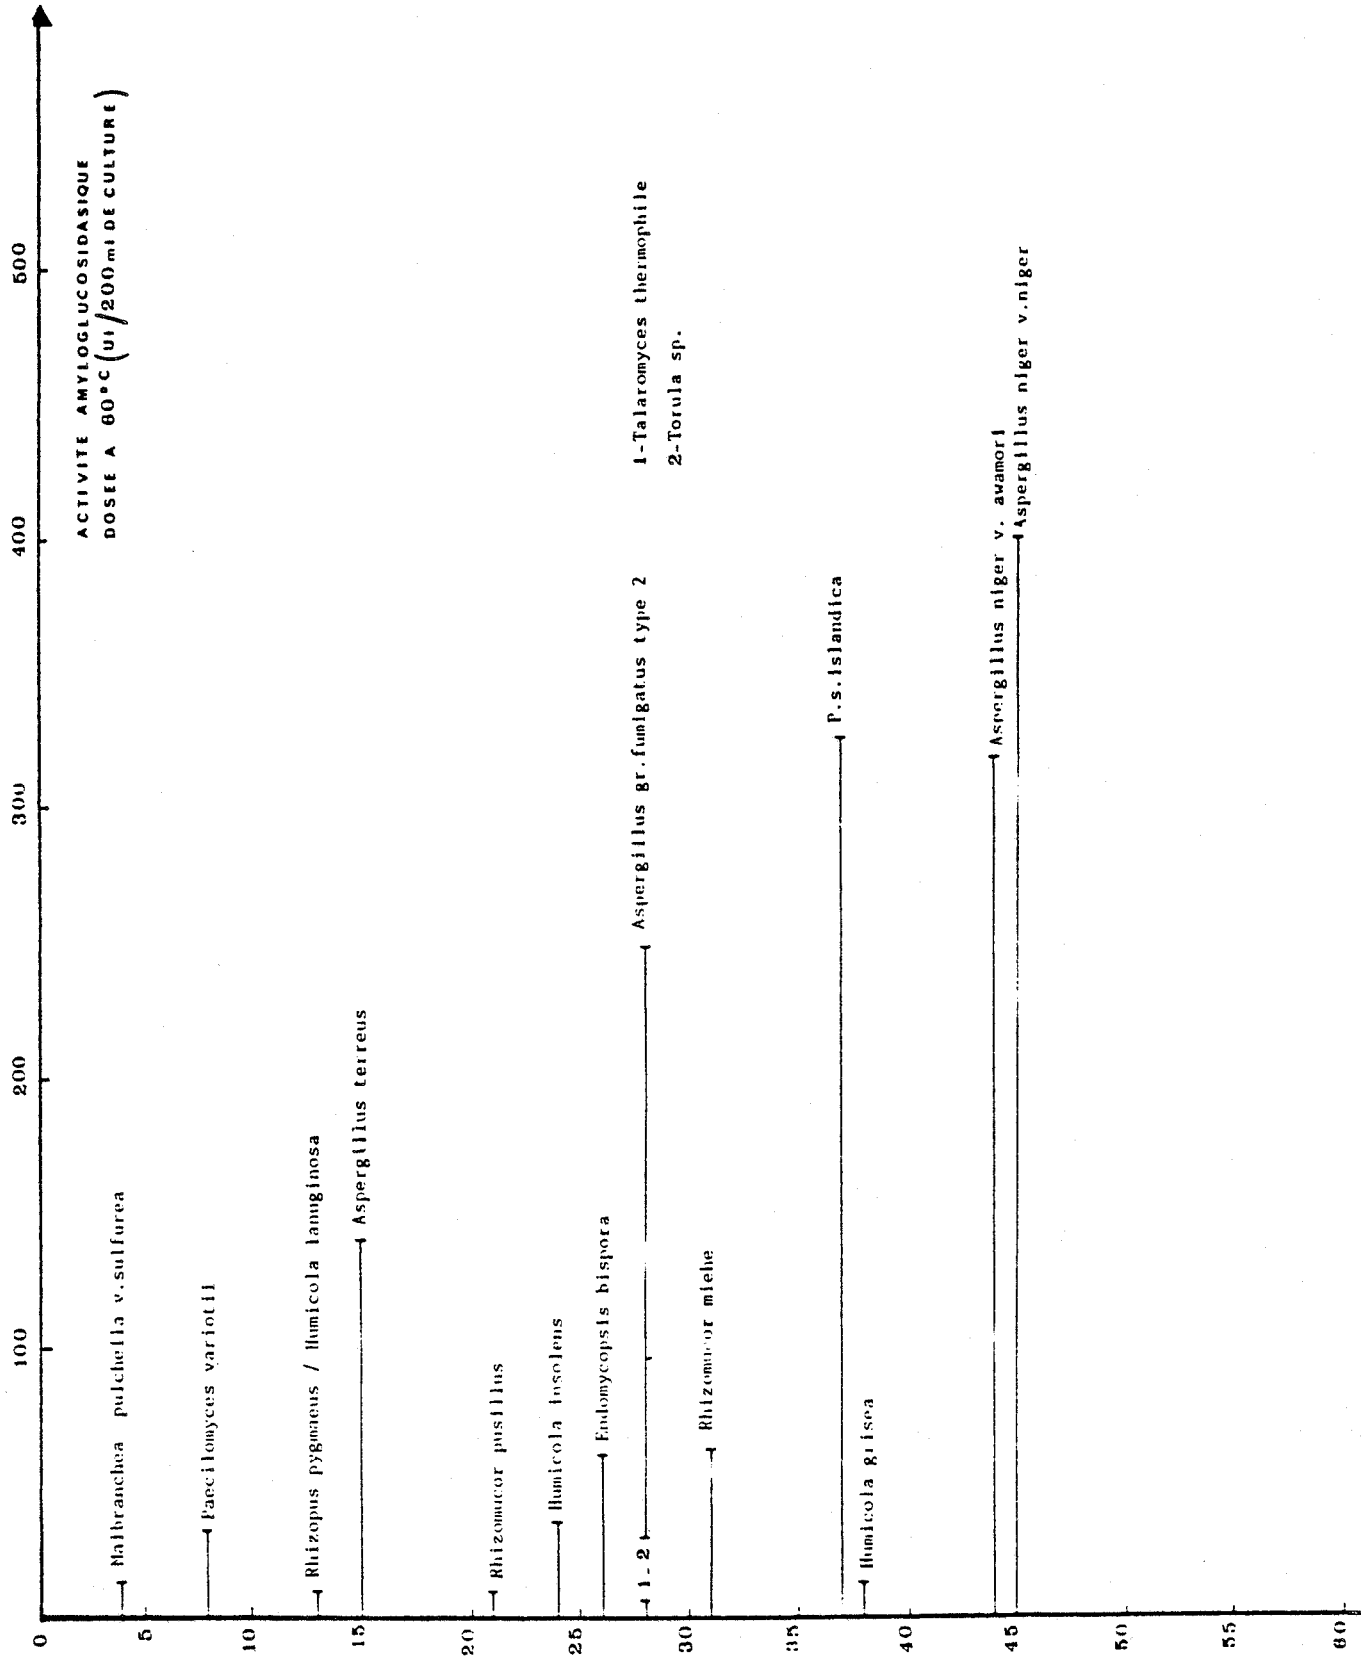 ACTIVITE AMYLOGLUCOSIDASIQUE
DOSEE A 60°C (UI/200 ml DE CULTURE)
500
400
300
200
100
Malbranchea pulchella v.sulfurea
Paecilomyces variotii
Rhizopus pygmaeus / Humicola lanuginosa
Aspergillus terreus
Rhizomucor pusillus
Humicola insolens
Endomycopsis bispora
1-2
Aspergillus gr.fumigatus type 2
1-Talaromyces thermophile
2-Torula sp.
Rhizomucor miehe
P.s.islandica
Humicola grisea
Aspergillus niger v. awamori
Aspergillus niger v.niger
0
5
10
15
20
25
30
35
40
45
50
55
60